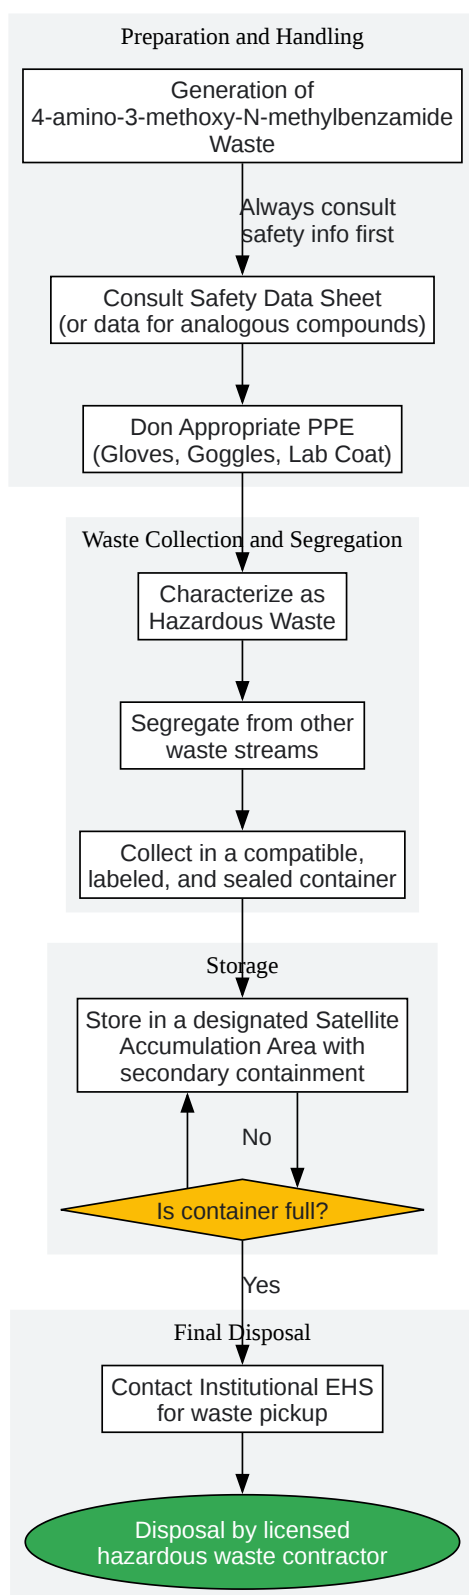 Preparation and Handling
Generation of
4-amino-3-methoxy-N-methylbenzamide
Waste
Always consult
safety info first
Consult Safety Data Sheet
(or data for analogous compounds)
Don Appropriate PPE
(Gloves, Goggles, Lab Coat)
Waste Collection and Segregation
Characterize as
Hazardous Waste
Segregate from other
waste streams
Collect in a compatible,
labeled, and sealed container
Storage
Store in a designated Satellite
Accumulation Area with
secondary containment
No
Is container full?
Yes
Final Disposal
Contact Institutional EHS
for waste pickup
Disposal by licensed
hazardous waste contractor